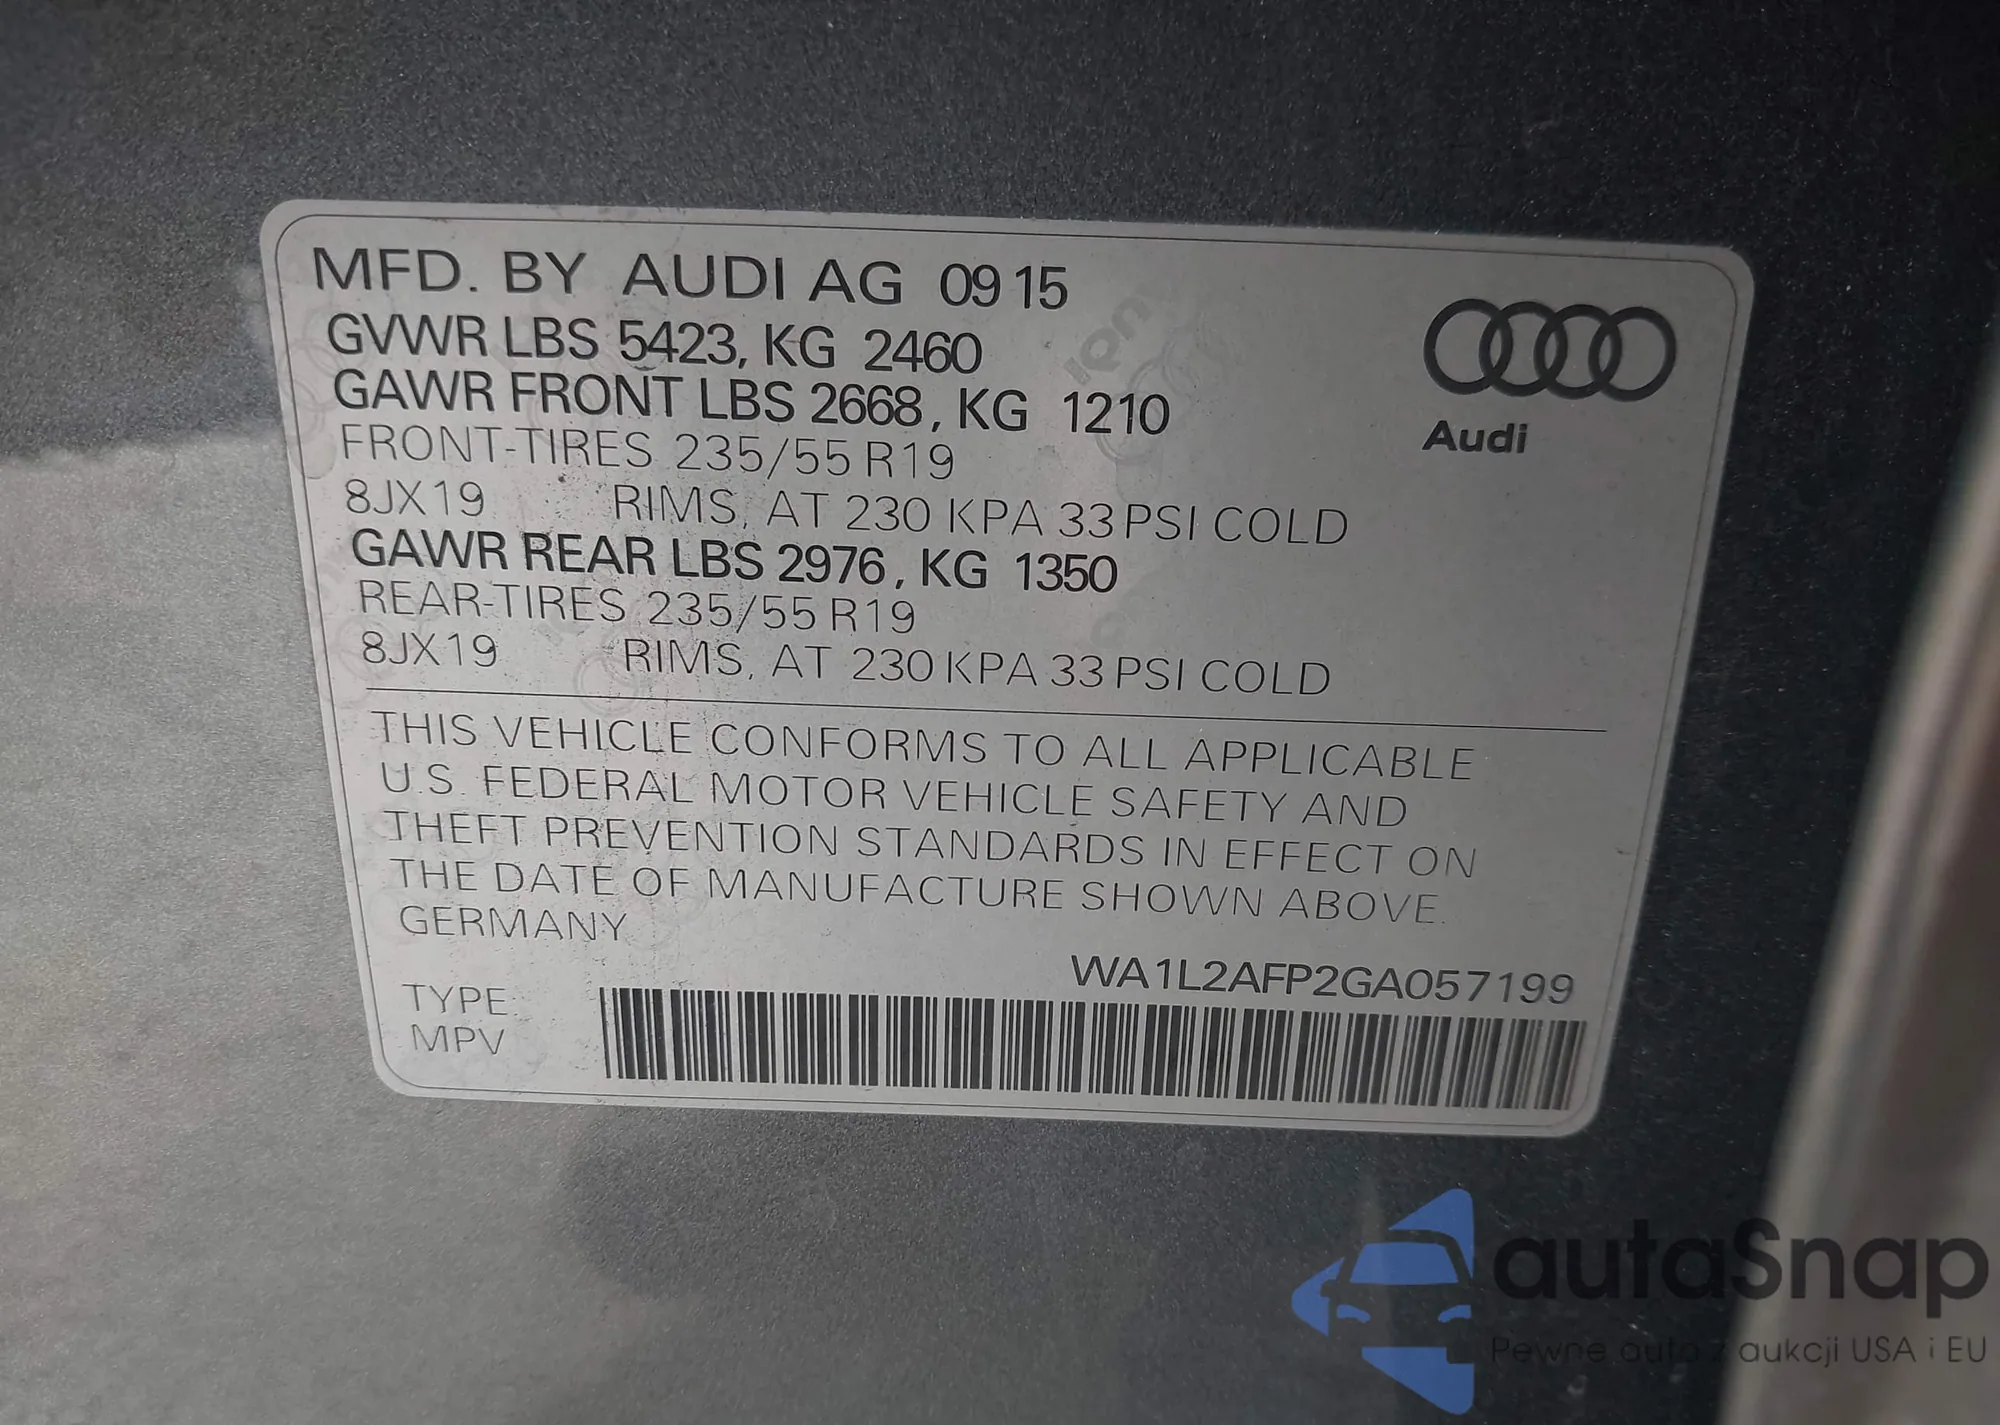 MFD. BY AUDI AG 09 15
GVWR LBS 5423, KG 2460
GAWR FRONT LBS 2668, KG 1210
FRONT-TIRES 235/55 R19
8JX19 RIMS, AT 230 KPA 33 PSI COLD
GAWR REAR LBS 2976, KG 1350
REAR-TIRES 235/55 R19
8JX19 RIMS, AT 230 KPA 33 PSI COLD
Audi
THIS VEHICLE CONFORMS TO ALL APPLICABLE
U.S. FEDERAL MOTOR VEHICLE SAFETY AND
THEFT PREVENTION STANDARDS IN EFFECT ON
THE DATE OF MANUFACTURE SHOWN ABOVE.
GERMANY
WA1L2AFP2GA057199
TYPE:
MPV
autaSnap
Pewne auta z aukcji USA i EU